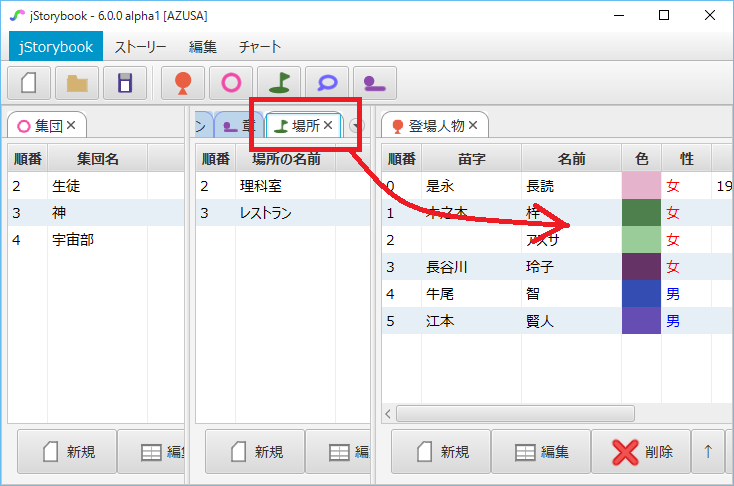 jStorybook - 6.0.0 alpha1 [AZUSA]
jStorybook ストーリー 編集 チャート
集団
順番 集団名
2 生徒
3 神
4 宇宙部
新規 編
ン 章 場所
順番 場所の名前
2 理科室
3 レストラン
新規 編
登場人物
順番 苗字 名前 色 性
0 是永 長読 女 19
1 木之本 梓 女
2 アズサ 女
3 長谷川 玲子 女
4 牛尾 智 男
5 江本 賢人 男
新規 編集 削除 ↑